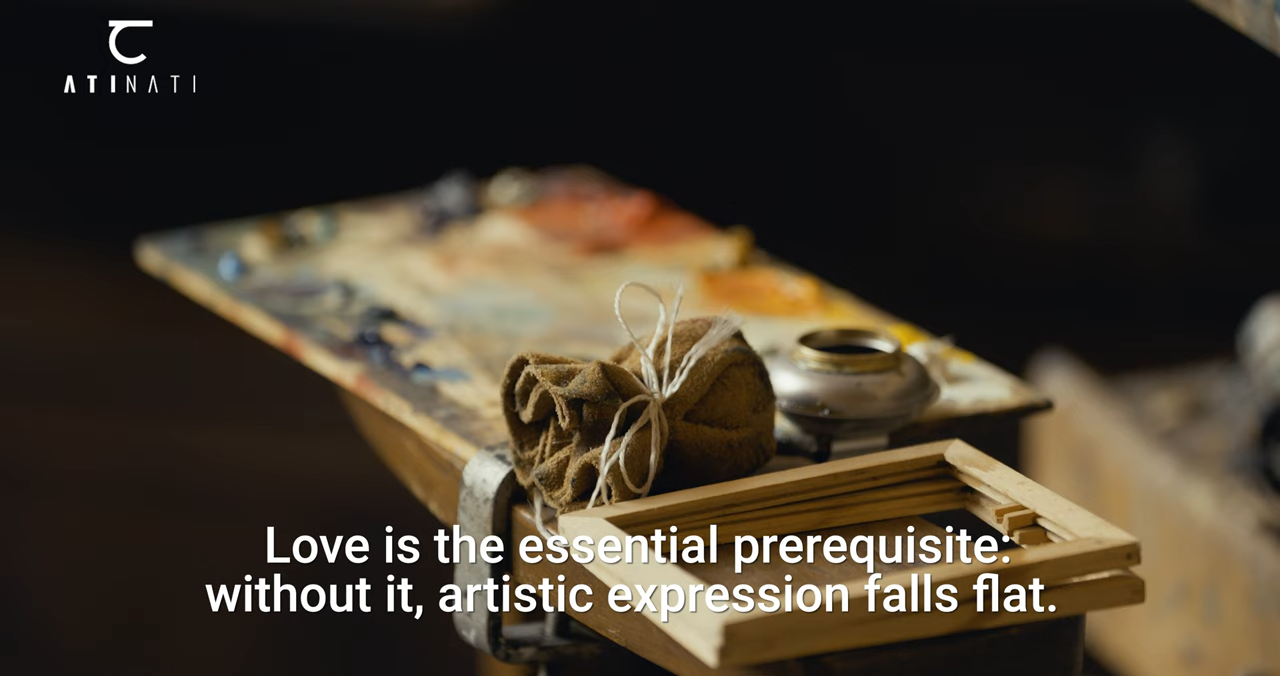 ATINATI
Love is the essential prerequisite:
without it, artistic expression falls flat.